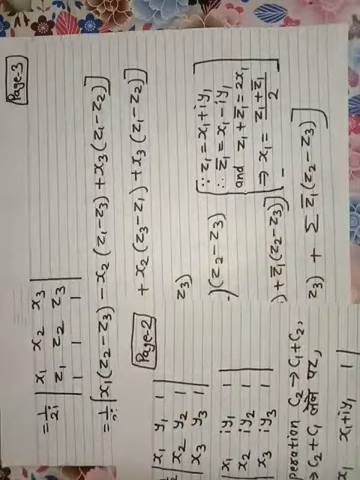 Page-3
= 1/2i | x₁ x₂ x₃ |
| z₁ z₂ z₃ |
| 1 1 1 |
= 1/2i [x₁(z₂-z₃) - x₂(z₁-z₃) + x₃(z₁-z₂)]
+ x₂(z₃-z₁) + x₃(z₁-z₂)]
z₃)
)(z₂-z₃)
) + z̄₁(z₂-z₃)]
[∵ z₁ = x₁+iy₁
∴ z̄₁ = x₁-iy₁
and z₁+z̄₁ = 2x₁
⇒ x₁ = (z₁+z̄₁)/2]
z₃) + Σ z̄₁(z₂-z₃)]
Page-2
| x₁ y₁ 1 |
| x₂ y₂ 1 |
| x₃ y₃ 1 |
| x₁ iy₁ 1 |
| x₂ iy₂ 1 |
| x₃ iy₃ 1 |
peration C₂ → C₁+C₂,
→ C₂+C₁ लेने पर,
x₁ x₁+iy₁ 1 |